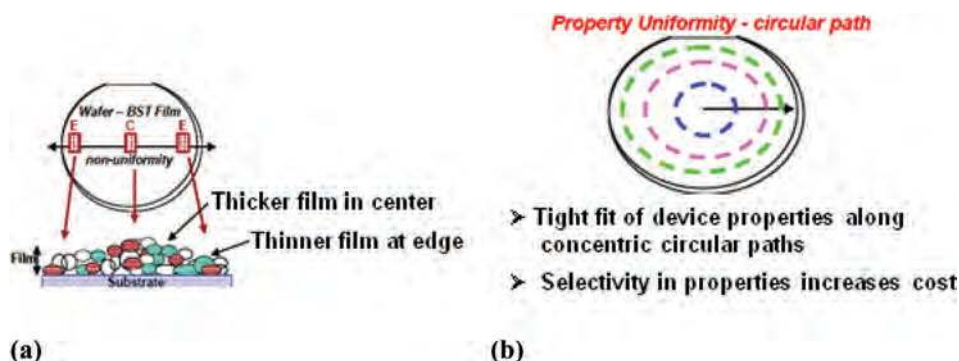 Wafer – BST Film
E C E
non-uniformity
Thicker film in center
Thinner film at edge
Film
Substrate
(a)
Property Uniformity - circular path
➢ Tight fit of device properties along
concentric circular paths
➢ Selectivity in properties increases cost
(b)